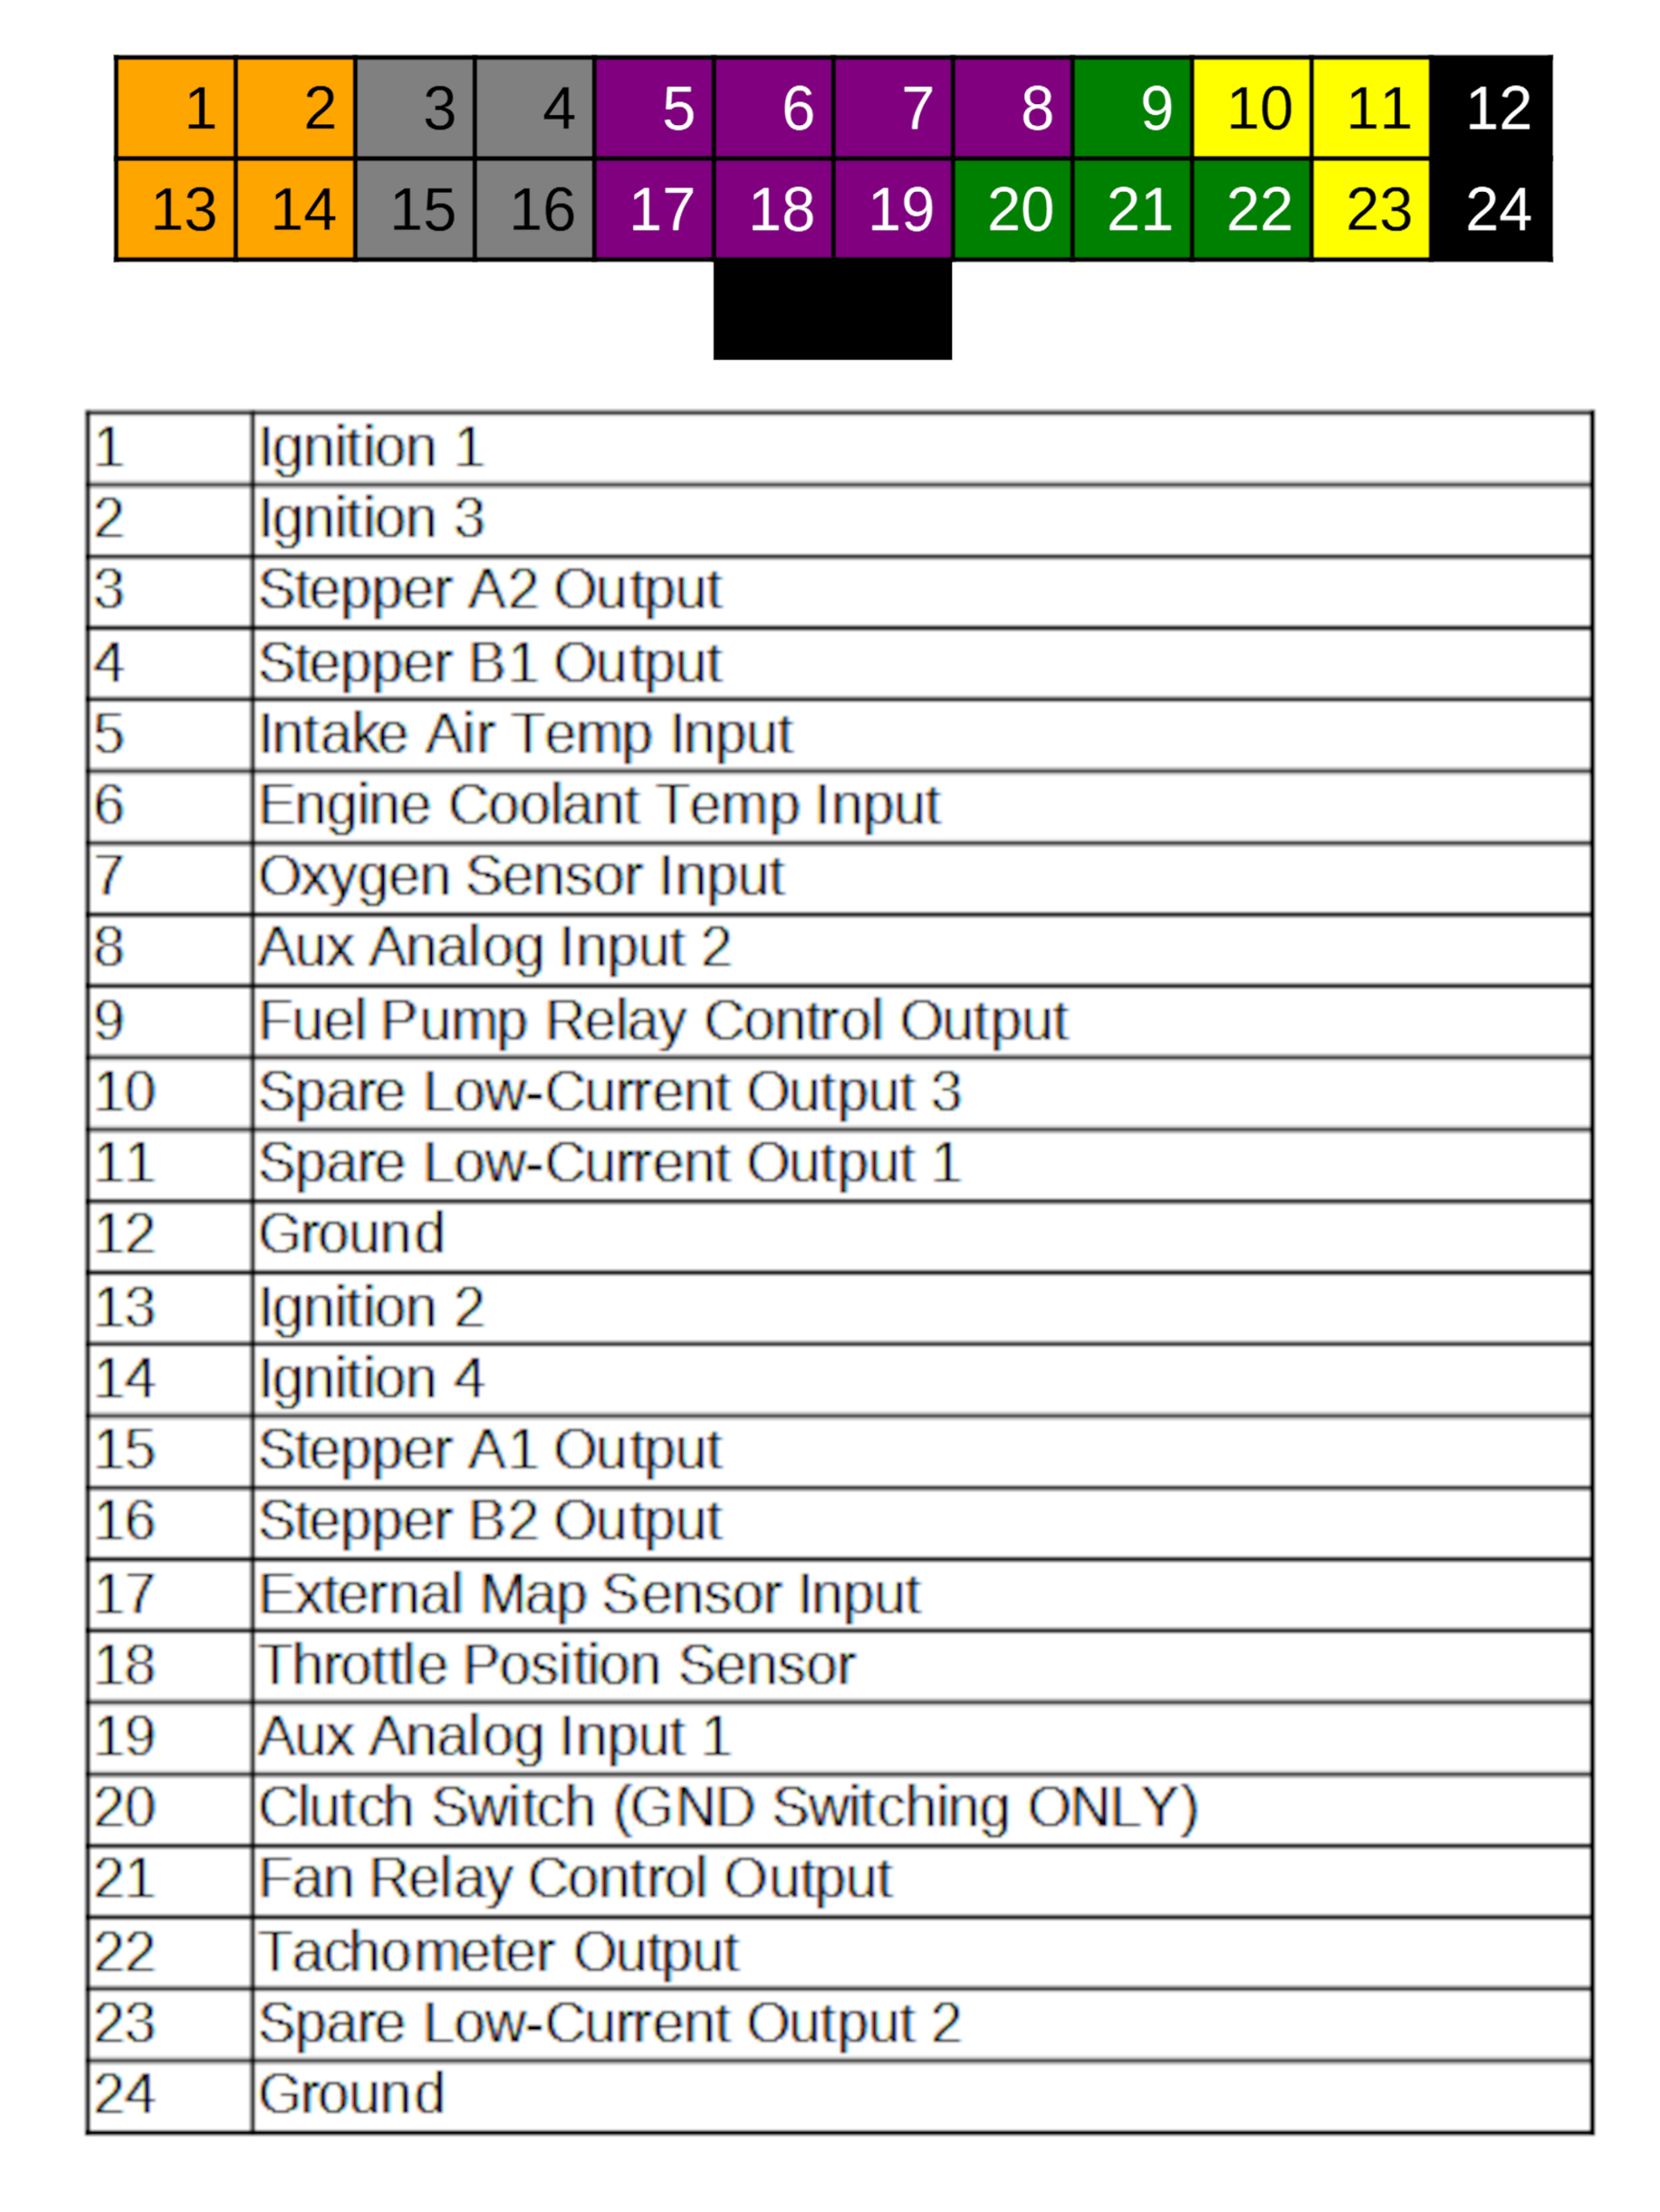 1 2 3 4 5 6 7 8 9 10 11 12
13 14 15 16 17 18 19 20 21 22 23 24
1 Ignition 1
2 Ignition 3
3 Stepper A2 Output
4 Stepper B1 Output
5 Intake Air Temp Input
6 Engine Coolant Temp Input
7 Oxygen Sensor Input
8 Aux Analog Input 2
9 Fuel Pump Relay Control Output
10 Spare Low-Current Output 3
11 Spare Low-Current Output 1
12 Ground
13 Ignition 2
14 Ignition 4
15 Stepper A1 Output
16 Stepper B2 Output
17 External Map Sensor Input
18 Throttle Position Sensor
19 Aux Analog Input 1
20 Clutch Switch (GND Switching ONLY)
21 Fan Relay Control Output
22 Tachometer Output
23 Spare Low-Current Output 2
24 Ground